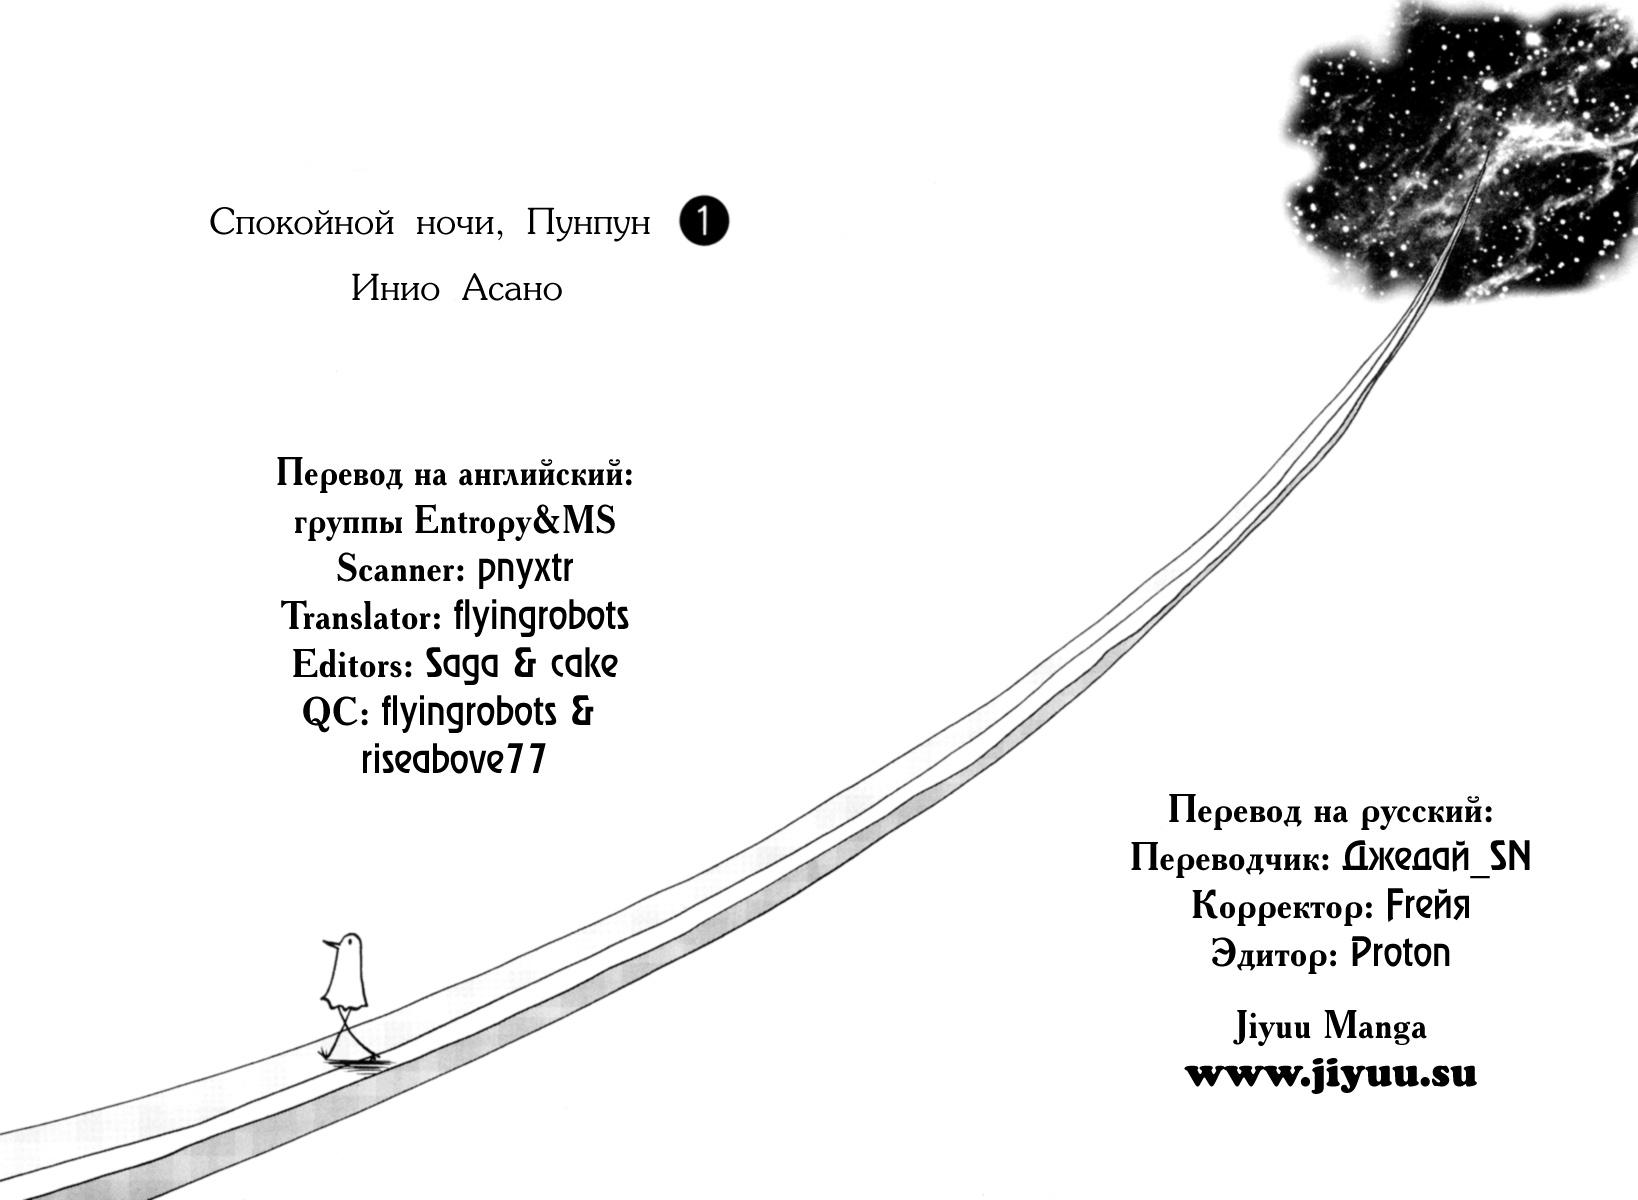 Спокойной ночи, Пунпун 1
Инио Асано
Перевод на английский:
группы Entropy&MS
Scanner: pnyxtr
Translator: flyingrobots
Editors: Saga & cake
QC: flyingrobots &
riseabove77
Перевод на русский:
Переводчик: Джедай_SN
Корректор: Frейя
Эдитор: Proton
Jiyuu Manga
www.jiyuu.su